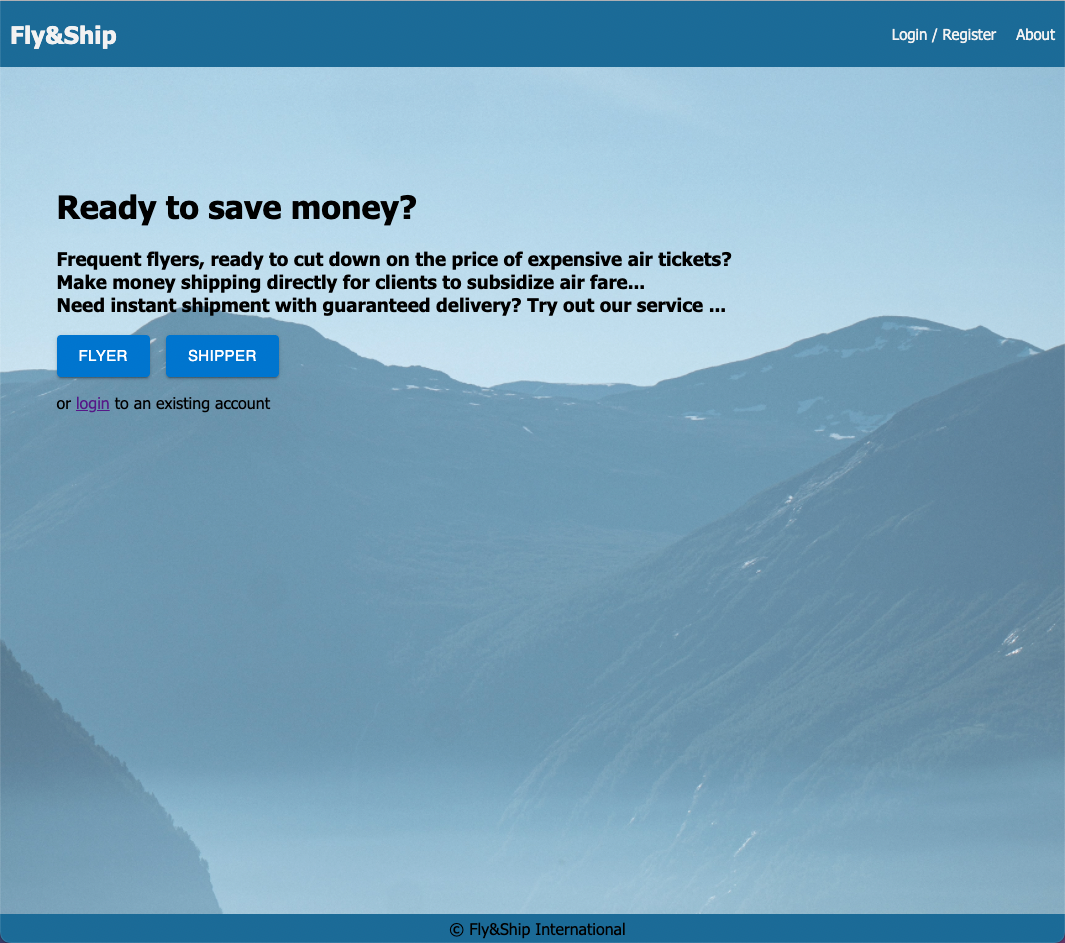 Fly&Ship
Login / Register
About
Ready to save money?
Frequent flyers, ready to cut down on the price of expensive air tickets?
Make money shipping directly for clients to subsidize air fare...
Need instant shipment with guaranteed delivery? Try out our service ...
FLYER
SHIPPER
or login to an existing account
© Fly&Ship International